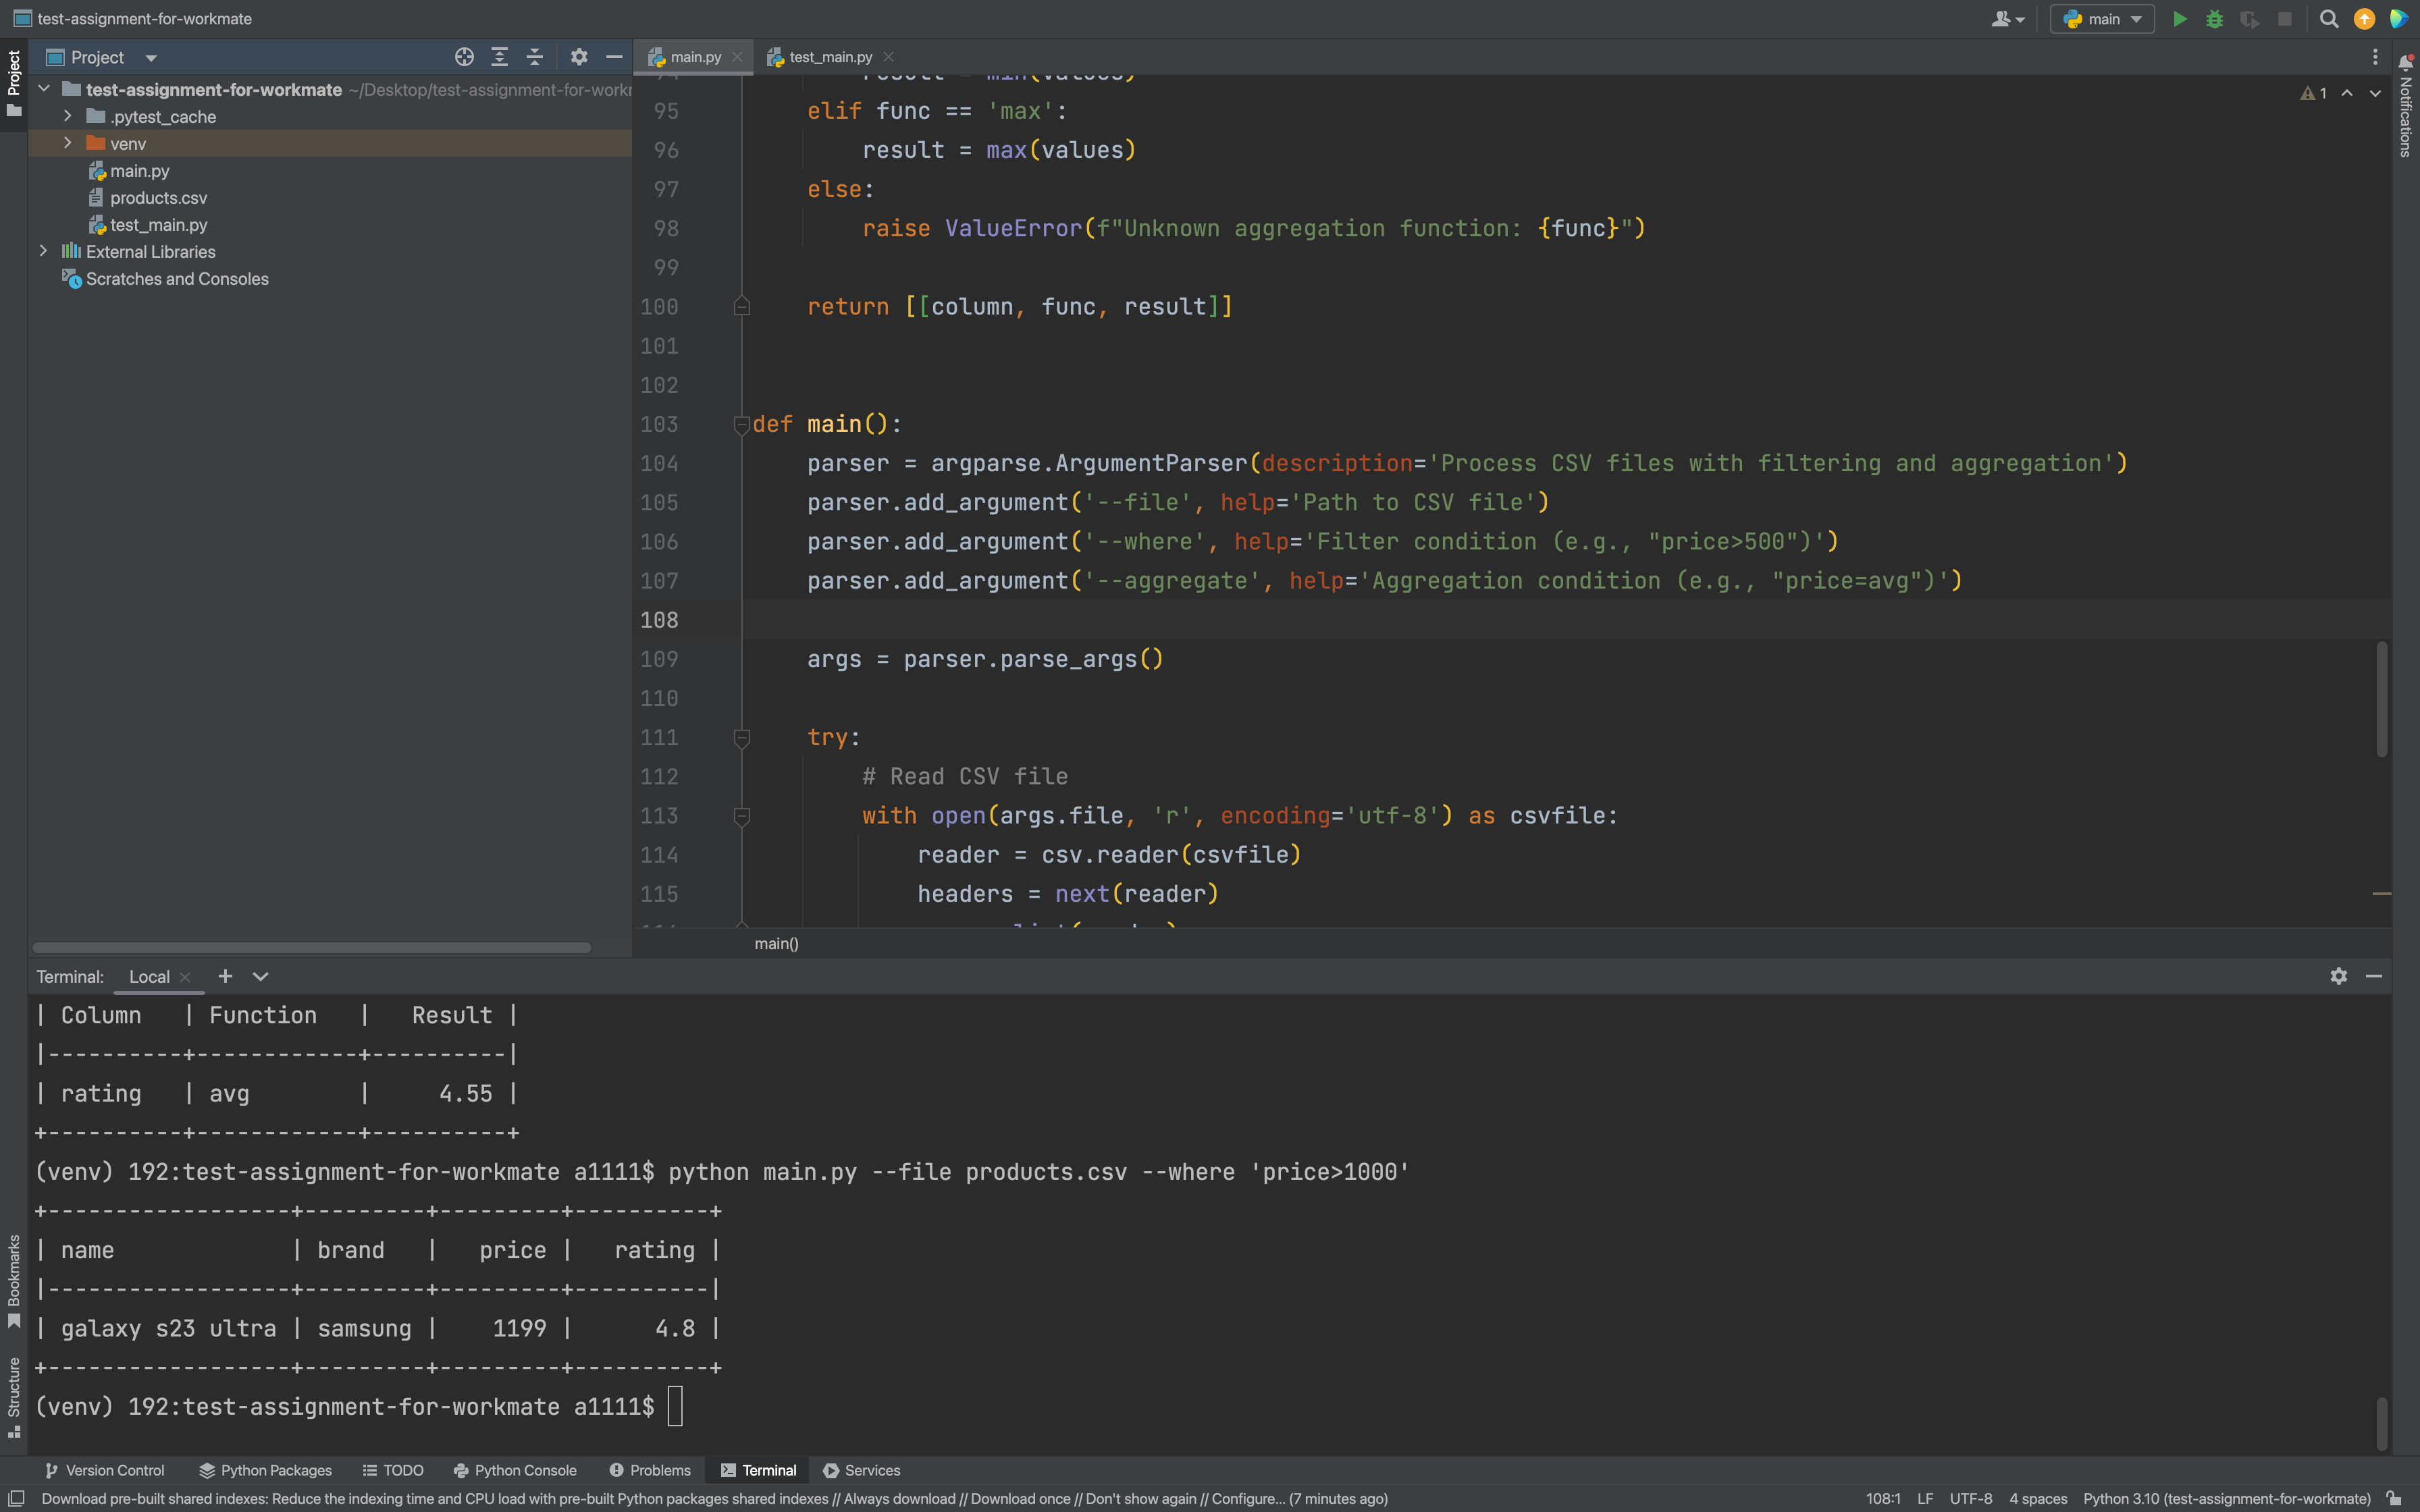 test-assignment-for-workmate
main
Project
main.py
test_main.py
Project
test-assignment-for-workmate ~/Desktop/test-assignment-for-work
.pytest_cache
venv
main.py
products.csv
test_main.py
External Libraries
Scratches and Consoles
Bookmarks
Structure
Notifications
1
94 result = min(values)
95 elif func == 'max':
96 result = max(values)
97 else:
98 raise ValueError(f"Unknown aggregation function: {func}")
99
100 return [[column, func, result]]
101
102
103 def main():
104 parser = argparse.ArgumentParser(description='Process CSV files with filtering and aggregation')
105 parser.add_argument('--file', help='Path to CSV file')
106 parser.add_argument('--where', help='Filter condition (e.g., "price>500")')
107 parser.add_argument('--aggregate', help='Aggregation condition (e.g., "price=avg")')
108
109 args = parser.parse_args()
110
111 try:
112 # Read CSV file
113 with open(args.file, 'r', encoding='utf-8') as csvfile:
114 reader = csv.reader(csvfile)
115 headers = next(reader)
main()
Terminal: Local
| Column | Function | Result |
|----------+------------+----------|
| rating | avg | 4.55 |
+----------+------------+----------+
(venv) 192:test-assignment-for-workmate a1111$ python main.py --file products.csv --where 'price>1000'
+------------------+---------+---------+----------+
| name | brand | price | rating |
|------------------+---------+---------+----------|
| galaxy s23 ultra | samsung | 1199 | 4.8 |
+------------------+---------+---------+----------+
(venv) 192:test-assignment-for-workmate a1111$
Version Control Python Packages TODO Python Console Problems Terminal Services
Download pre-built shared indexes: Reduce the indexing time and CPU load with pre-built Python packages shared indexes // Always download // Download once // Don't show again // Configure... (7 minutes ago) 108:1 LF UTF-8 4 spaces Python 3.10 (test-assignment-for-workmate)